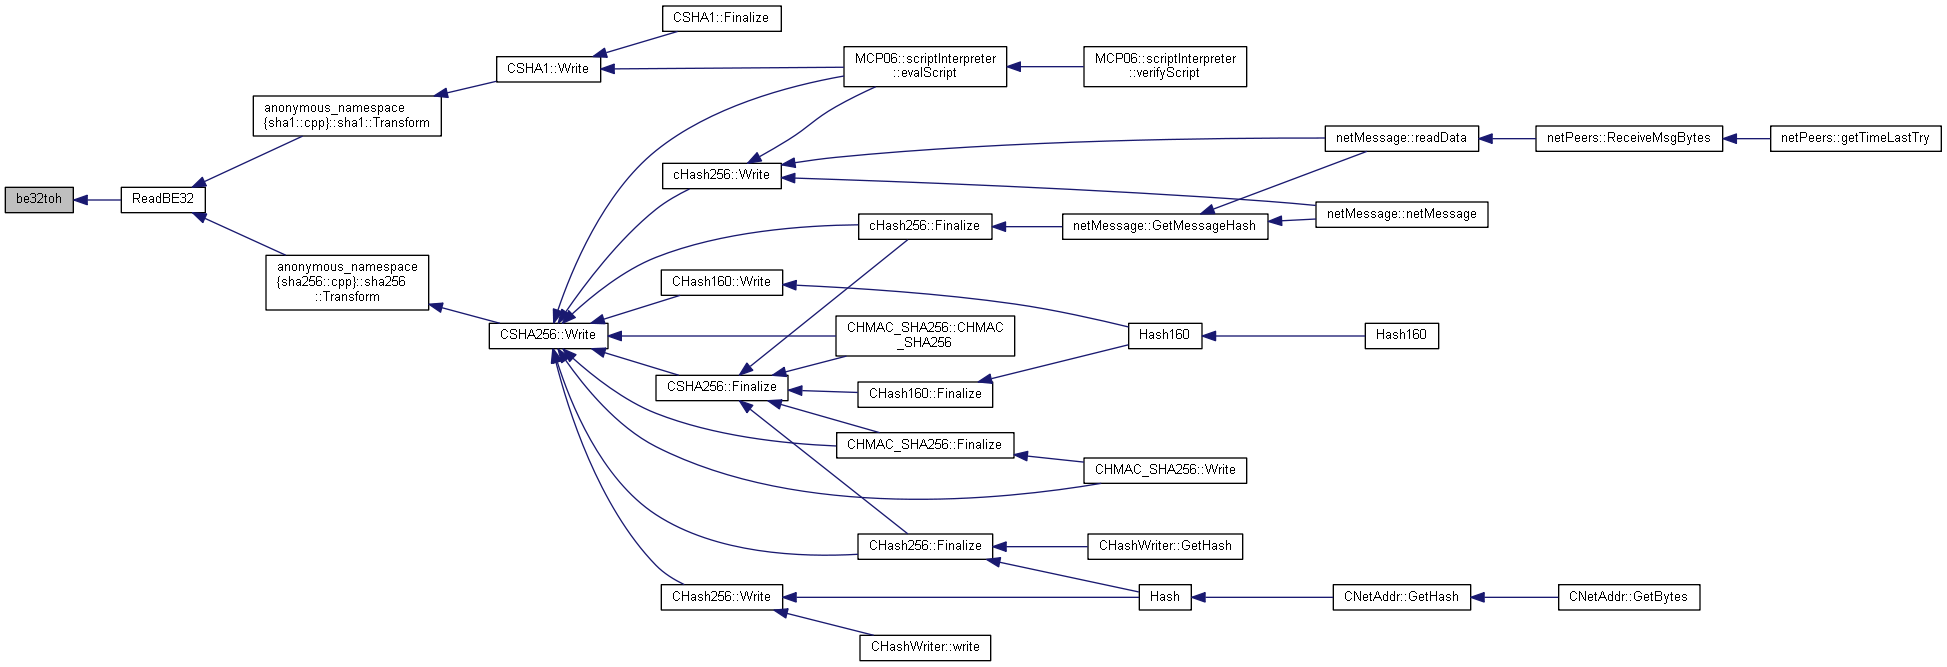 CSHA1::Finalize
CSHA1::Write
MCP06::scriptInterpreter
::evalScript
MCP06::scriptInterpreter
::verifyScript
anonymous_namespace
{sha1::cpp}::sha1::Transform
netMessage::readData
netPeers::ReceiveMsgBytes
netPeers::getTimeLastTry
cHash256::Write
be32toh
ReadBE32
netMessage::netMessage
cHash256::Finalize
netMessage::GetMessageHash
anonymous_namespace
{sha256::cpp}::sha256
::Transform
CHash160::Write
CSHA256::Write
CHMAC_SHA256::CHMAC
_SHA256
Hash160
Hash160
CSHA256::Finalize
CHash160::Finalize
CHMAC_SHA256::Finalize
CHMAC_SHA256::Write
CHash256::Finalize
CHashWriter::GetHash
CHash256::Write
Hash
CNetAddr::GetHash
CNetAddr::GetBytes
CHashWriter::write